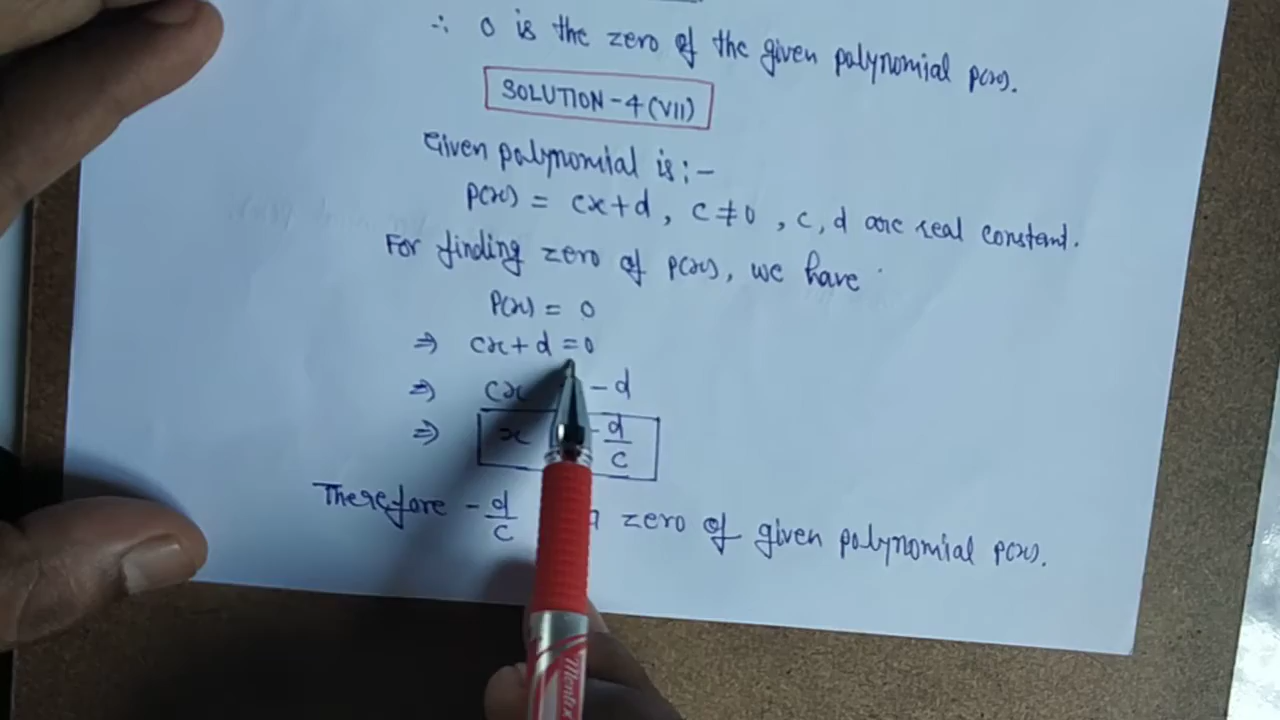 ∴ 0 is the zero of the given polynomial p(x).
SOLUTION-4(VII)
Given polynomial is:-
P(x) = cx+d, c≠0, c, d are real constant.
For finding zero of p(x), we have
P(x) = 0
⇒ cx+d=0
⇒ cx -d
⇒ x -d/c
Therefore -d/c zero of given polynomial p(x).
Montex